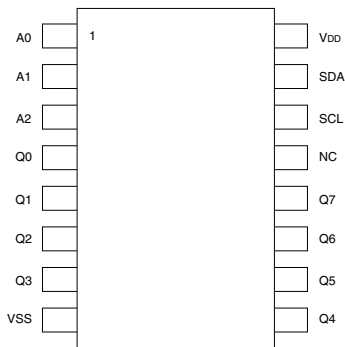 A0 1 VDD
A1 SDA
A2 SCL
Q0 NC
Q1 Q7
Q2 Q6
Q3 Q5
VSS Q4